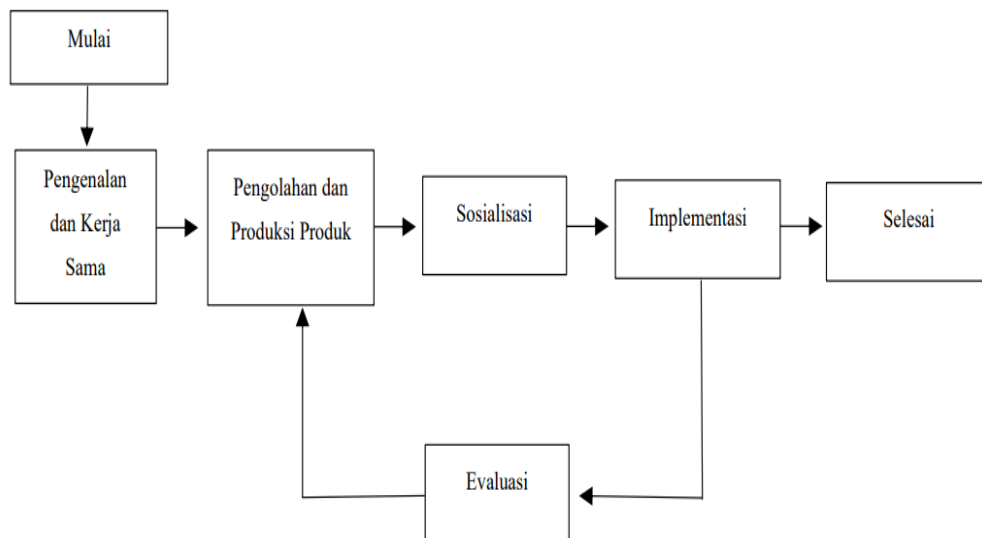 Mulai
Pengenalan
dan Kerja
Sama
Pengolahan dan
Produksi Produk
Sosialisasi
Implementasi
Selesai
Evaluasi